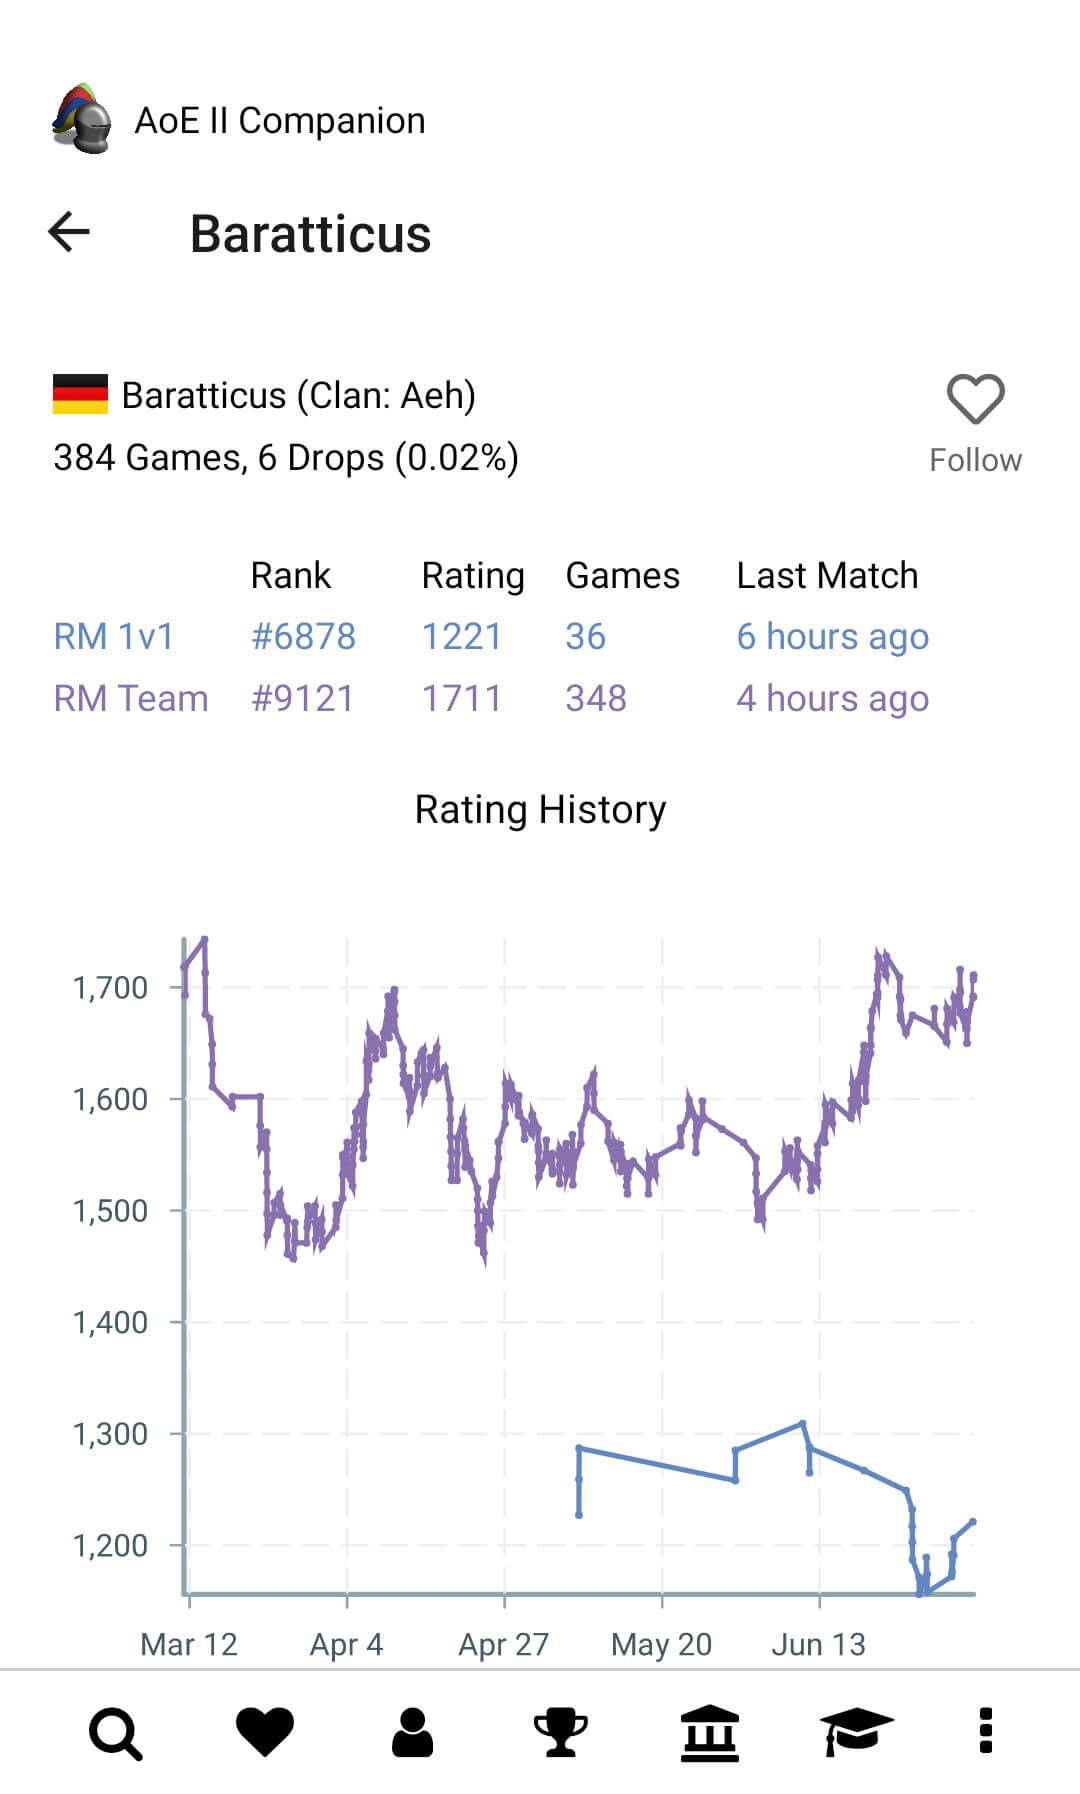 AoE II Companion
Baratticus
Baratticus (Clan: Aeh)
384 Games, 6 Drops (0.02%)
Follow
Rank Rating Games Last Match
RM 1v1 #6878 1221 36 6 hours ago
RM Team #9121 1711 348 4 hours ago
Rating History
1,700
1,600
1,500
1,400
1,300
1,200
Mar 12 Apr 4 Apr 27 May 20 Jun 13